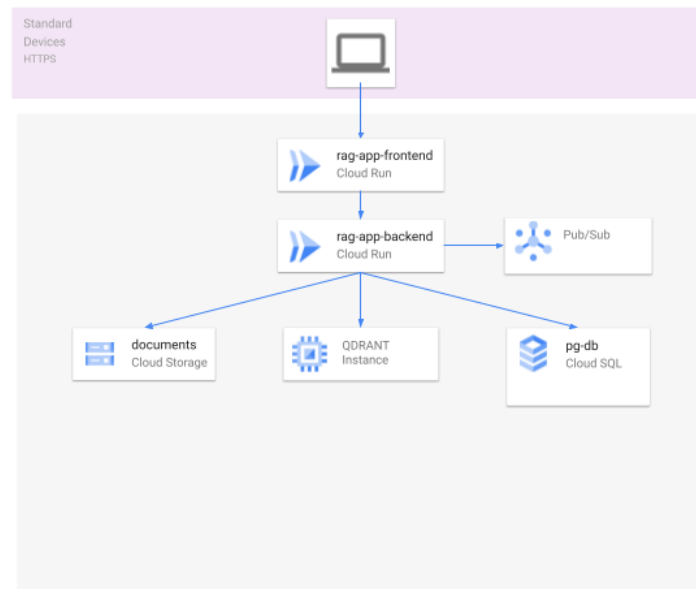 Standard
Devices
HTTPS
rag-app-frontend
Cloud Run
rag-app-backend
Cloud Run
Pub/Sub
documents
Cloud Storage
QDRANT
Instance
pg-db
Cloud SQL